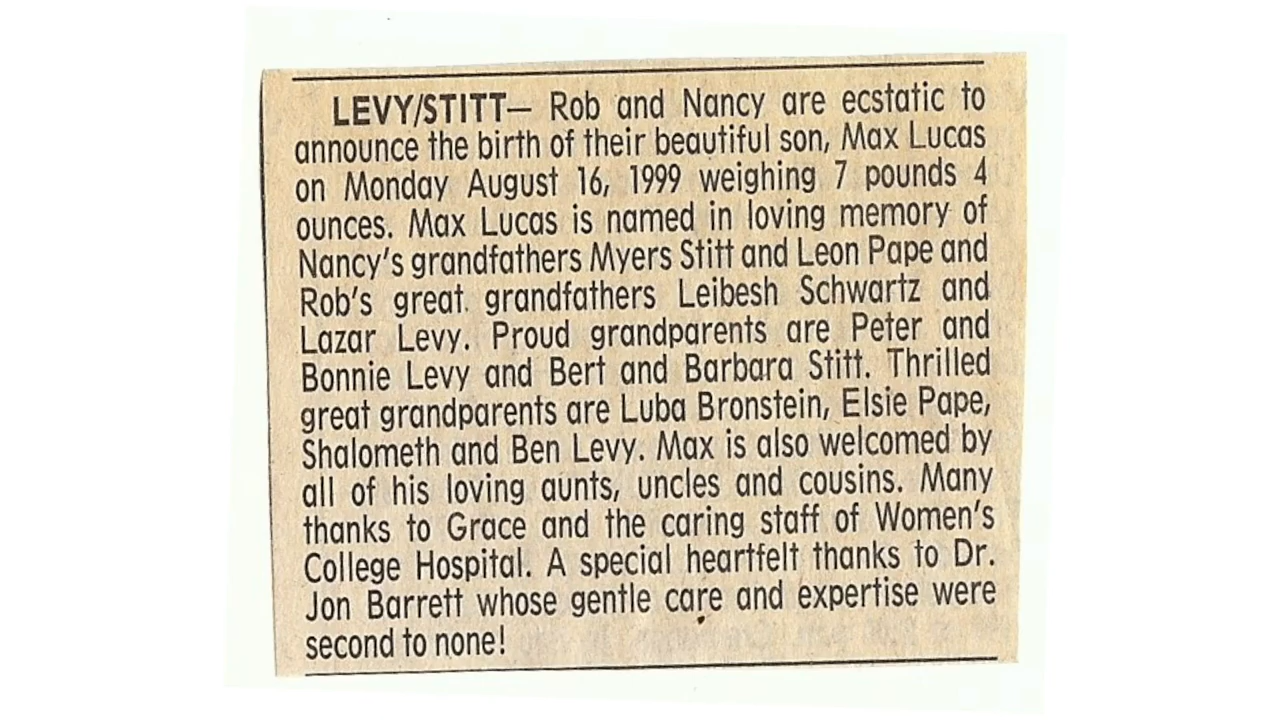 LEVY/STITT— Rob and Nancy are ecstatic to
announce the birth of their beautiful son, Max Lucas
on Monday August 16, 1999 weighing 7 pounds 4
ounces. Max Lucas is named in loving memory of
Nancy's grandfathers Myers Stitt and Leon Pape and
Rob's great grandfathers Leibesh Schwartz and
Lazar Levy. Proud grandparents are Peter and
Bonnie Levy and Bert and Barbara Stitt. Thrilled
great grandparents are Luba Bronstein, Elsie Pape,
Shalometh and Ben Levy. Max is also welcomed by
all of his loving aunts, uncles and cousins. Many
thanks to Grace and the caring staff of Women's
College Hospital. A special heartfelt thanks to Dr.
Jon Barrett whose gentle care and expertise were
second to none!